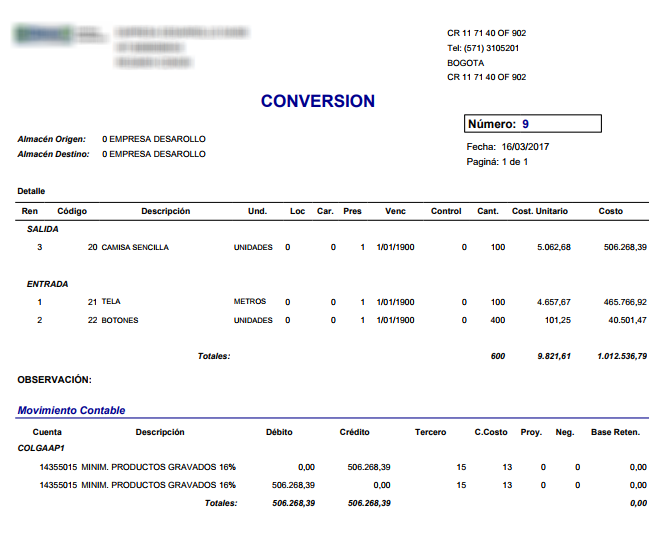 CR 11 71 40 OF 902
Tel: (571) 3105201
BOGOTA
CR 11 71 40 OF 902
CONVERSION
Número: 9
Almacén Origen: 0 EMPRESA DESAROLLO
Fecha: 16/03/2017
Almacén Destino: 0 EMPRESA DESAROLLO
Paginá: 1 de 1
Detalle
Ren Código Descripción Und. Loc Car. Pres Venc Control Cant. Cost. Unitario Costo
SALIDA
3 20 CAMISA SENCILLA UNIDADES 0 0 1 1/01/1900 0 100 5.062,68 506.268,39
ENTRADA
1 21 TELA METROS 0 0 1 1/01/1900 0 100 4.657,67 465.766,92
2 22 BOTONES UNIDADES 0 0 1 1/01/1900 0 400 101,25 40.501,47
Totales: 600 9.821,61 1.012.536,79
OBSERVACIÓN:
Movimiento Contable
Cuenta Descripción Débito Crédito Tercero C.Costo Proy. Neg. Base Reten.
COLGAAP1
14355015 MINIM. PRODUCTOS GRAVADOS 16% 0,00 506.268,39 15 13 0 0 0,00
14355015 MINIM. PRODUCTOS GRAVADOS 16% 506.268,39 0,00 15 13 0 0 0,00
Totales: 506.268,39 506.268,39 0,00